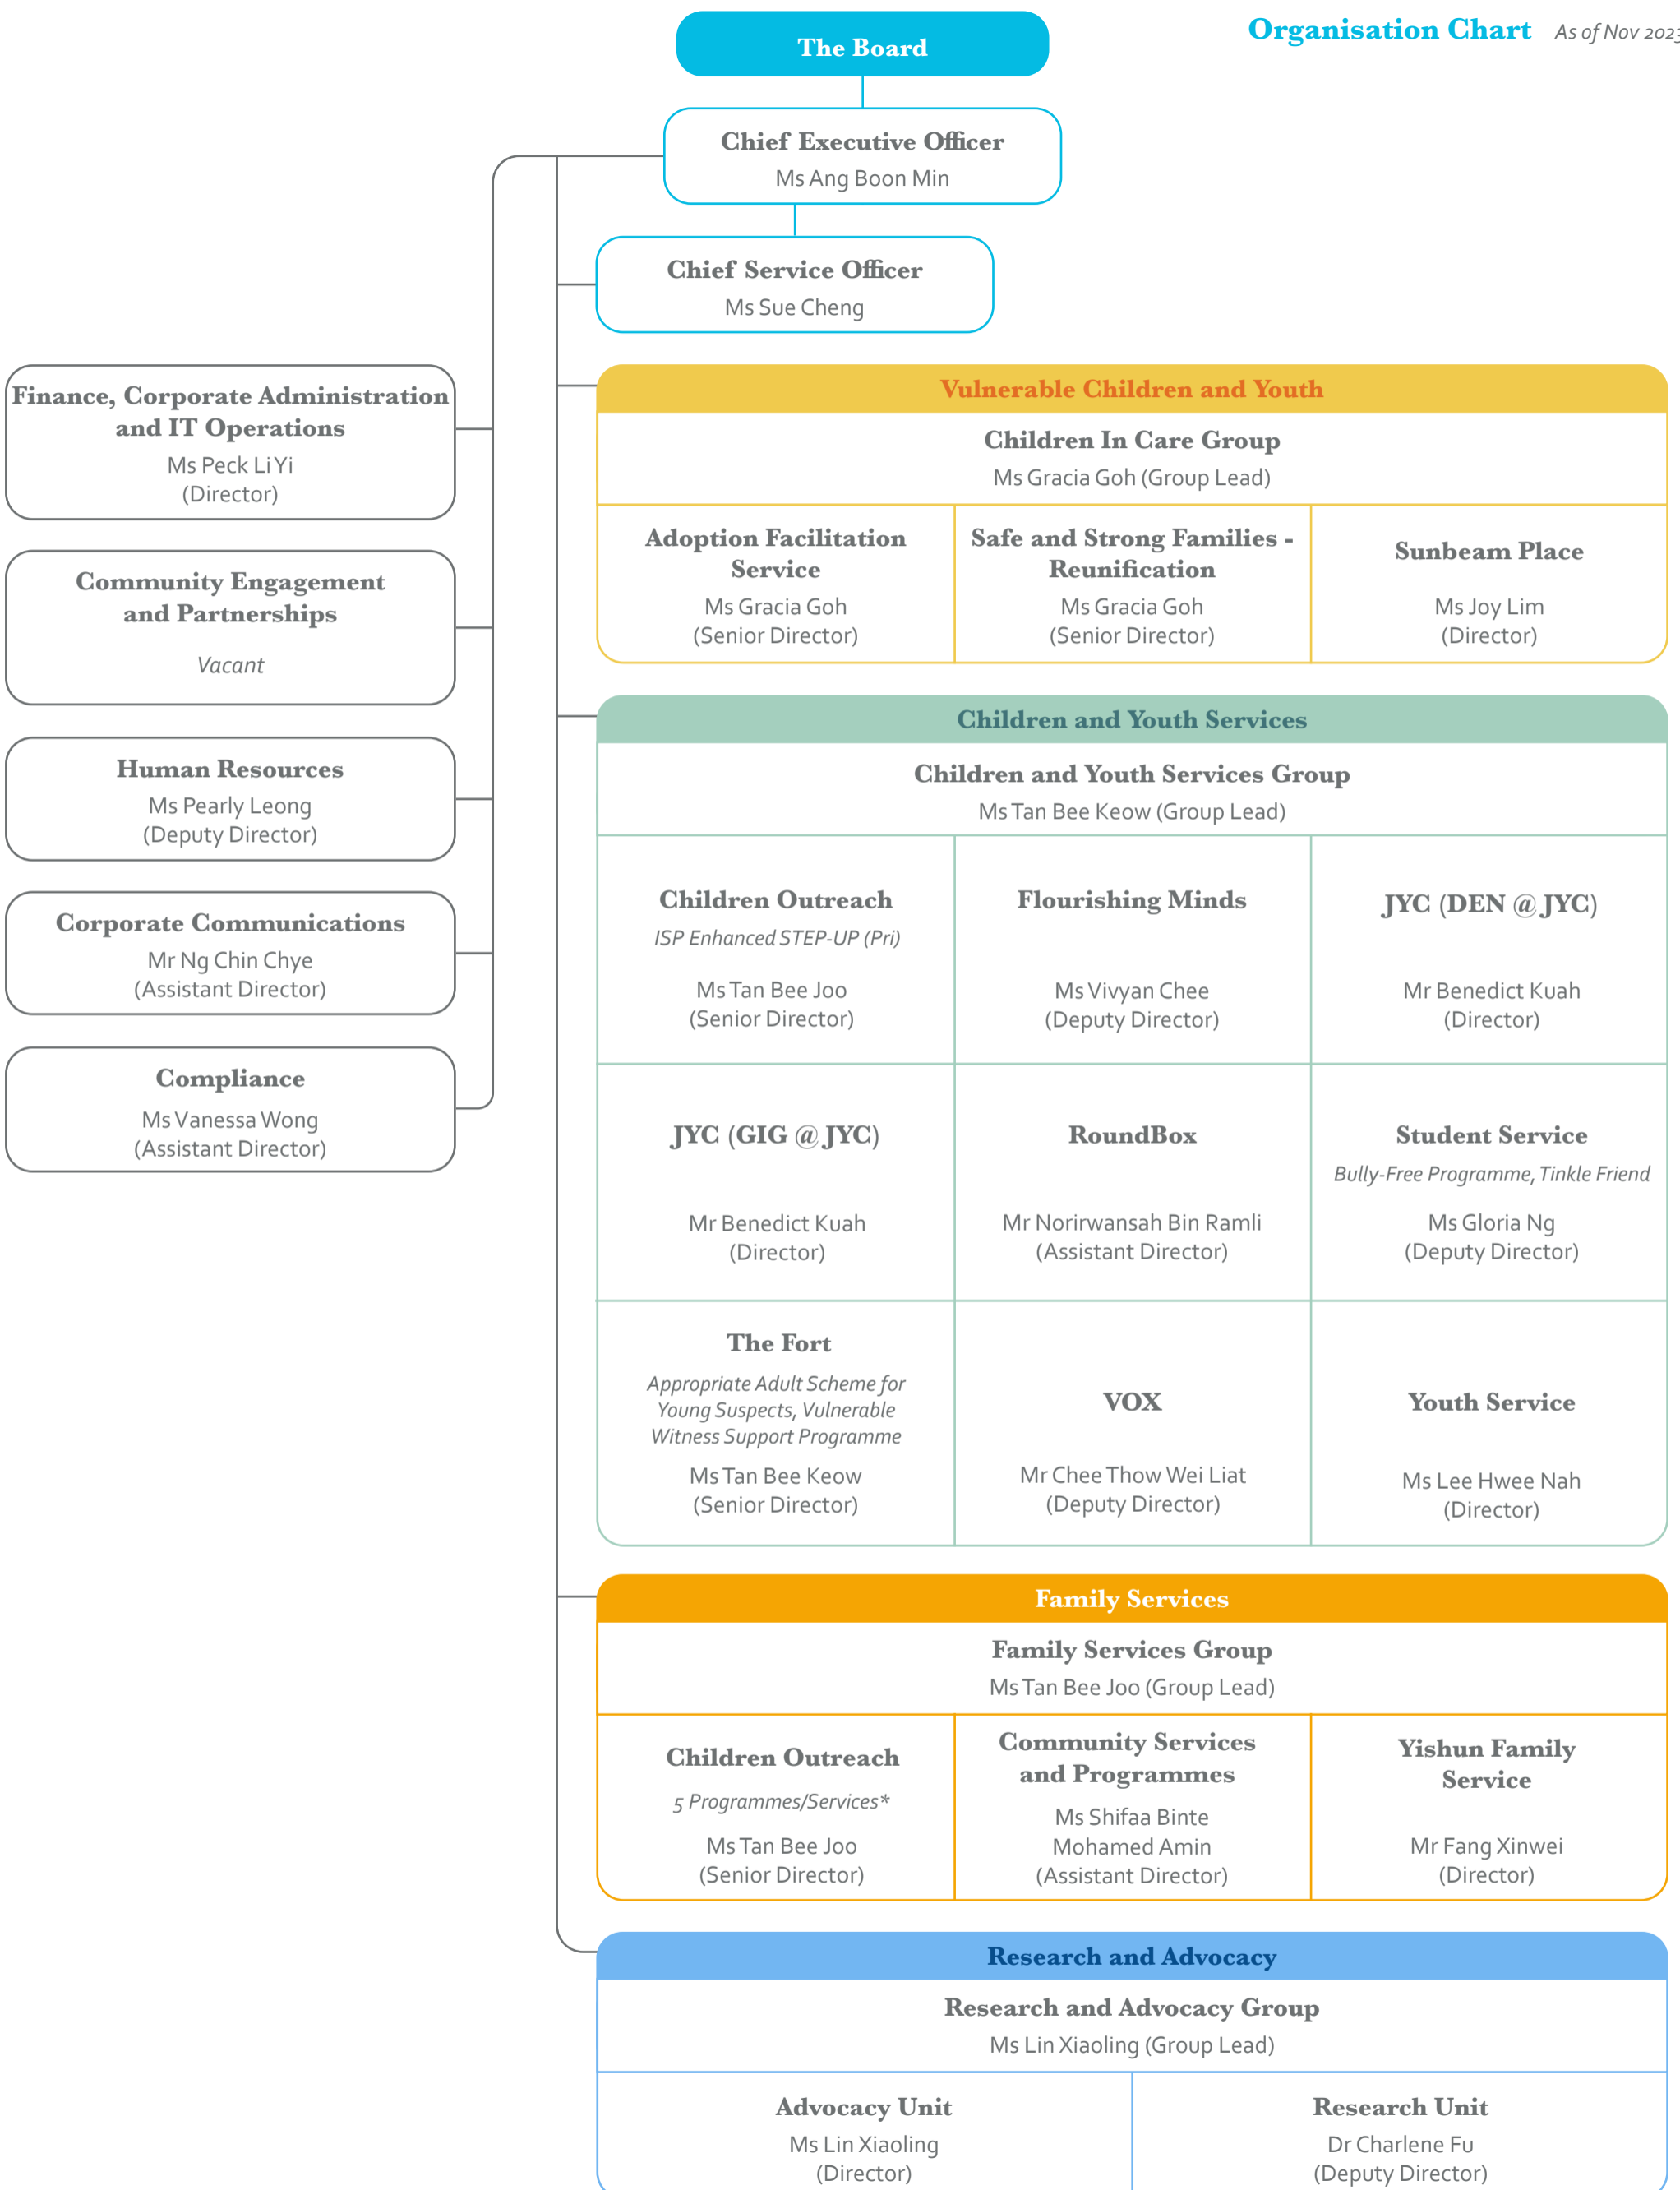 The Board
Organisation Chart As of Nov 2023
Chief Executive Officer
Ms Ang Boon Min
Chief Service Officer
Ms Sue Cheng
Finance, Corporate Administration
and IT Operations
Ms Peck Li Yi
(Director)
Community Engagement
and Partnerships
Vacant
Human Resources
Ms Pearly Leong
(Deputy Director)
Corporate Communications
Mr Ng Chin Chye
(Assistant Director)
Compliance
Ms Vanessa Wong
(Assistant Director)
Vulnerable Children and Youth
Children In Care Group
Ms Gracia Goh (Group Lead)
Adoption Facilitation
Service
Ms Gracia Goh
(Senior Director)
Safe and Strong Families -
Reunification
Ms Gracia Goh
(Senior Director)
Sunbeam Place
Ms Joy Lim
(Director)
Children and Youth Services
Children and Youth Services Group
Ms Tan Bee Keow (Group Lead)
Children Outreach
ISP Enhanced STEP-UP (Pri)
Ms Tan Bee Joo
(Senior Director)
Flourishing Minds
Ms Vivyan Chee
(Deputy Director)
JYC (DEN @ JYC)
Mr Benedict Kuah
(Director)
JYC (GIG @ JYC)
Mr Benedict Kuah
(Director)
RoundBox
Mr Norirwansah Bin Ramli
(Assistant Director)
Student Service
Bully-Free Programme, Tinkle Friend
Ms Gloria Ng
(Deputy Director)
The Fort
Appropriate Adult Scheme for
Young Suspects, Vulnerable
Witness Support Programme
Ms Tan Bee Keow
(Senior Director)
VOX
Mr Chee Thow Wei Liat
(Deputy Director)
Youth Service
Ms Lee Hwee Nah
(Director)
Family Services
Family Services Group
Ms Tan Bee Joo (Group Lead)
Children Outreach
5 Programmes/Services*
Ms Tan Bee Joo
(Senior Director)
Community Services
and Programmes
Ms Shifaa Binte
Mohamed Amin
(Assistant Director)
Yishun Family
Service
Mr Fang Xinwei
(Director)
Research and Advocacy
Research and Advocacy Group
Ms Lin Xiaoling (Group Lead)
Advocacy Unit
Ms Lin Xiaoling
(Director)
Research Unit
Dr Charlene Fu
(Deputy Director)